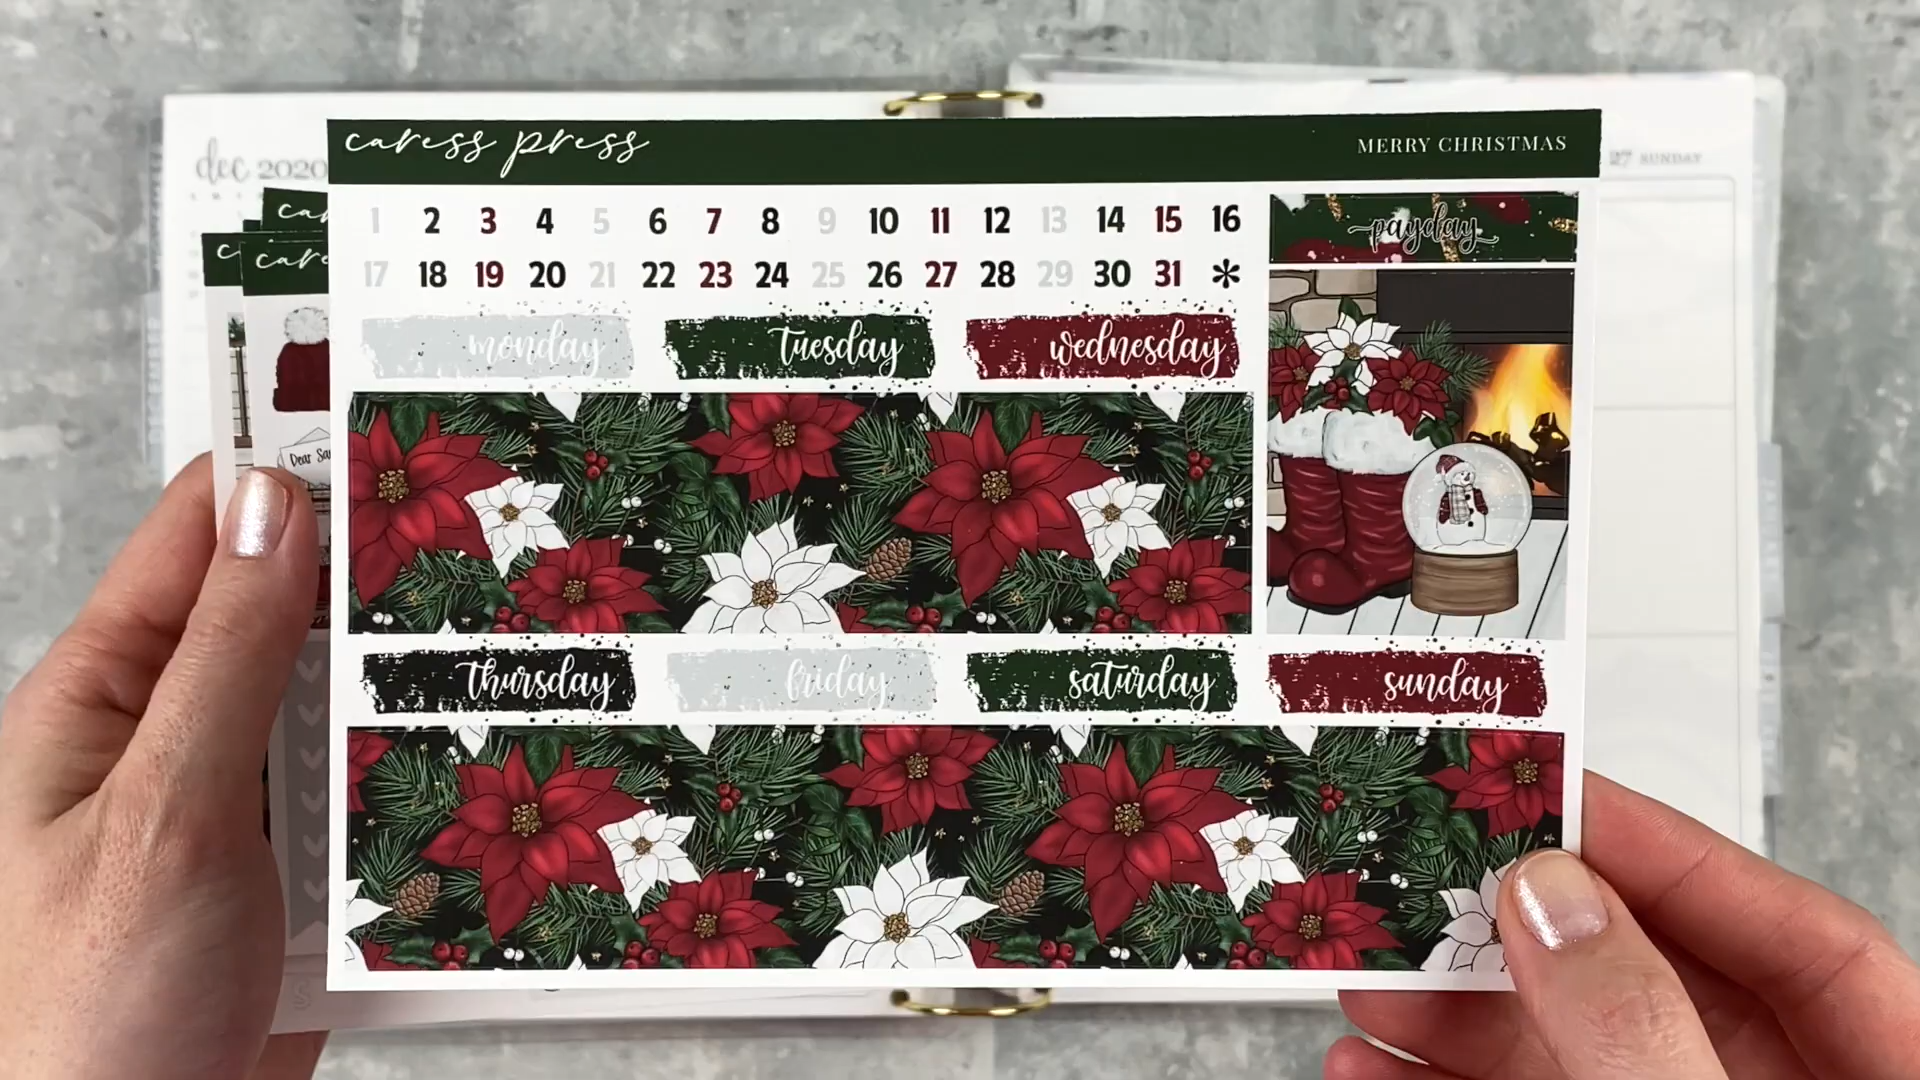 caress press
MERRY CHRISTMAS
dec 2020
27 SUNDAY
1 2 3 4 5 6 7 8 9 10 11 12 13 14 15 16
17 18 19 20 21 22 23 24 25 26 27 28 29 30 31 *
payday
monday
tuesday
wednesday
Dear
thursday
friday
saturday
sunday